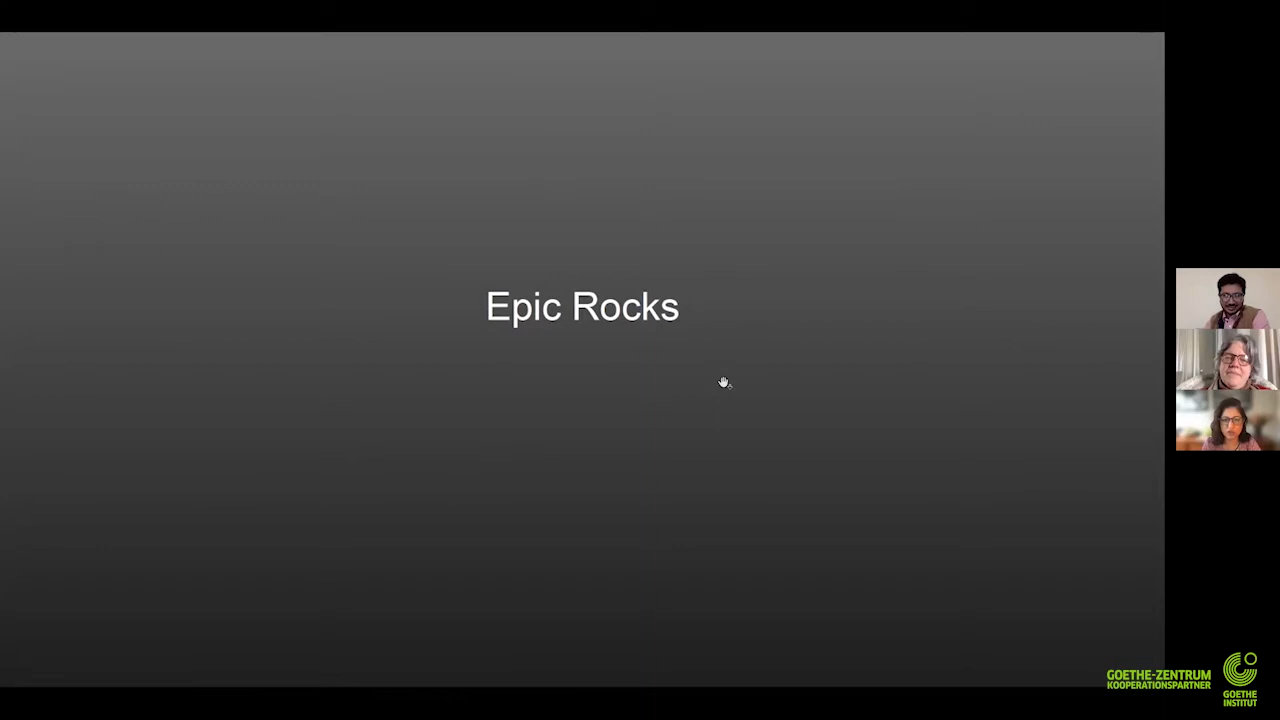 Epic Rocks
GOETHE-ZENTRUM
KOOPERATIONSPARTNER
GOETHE
INSTITUT